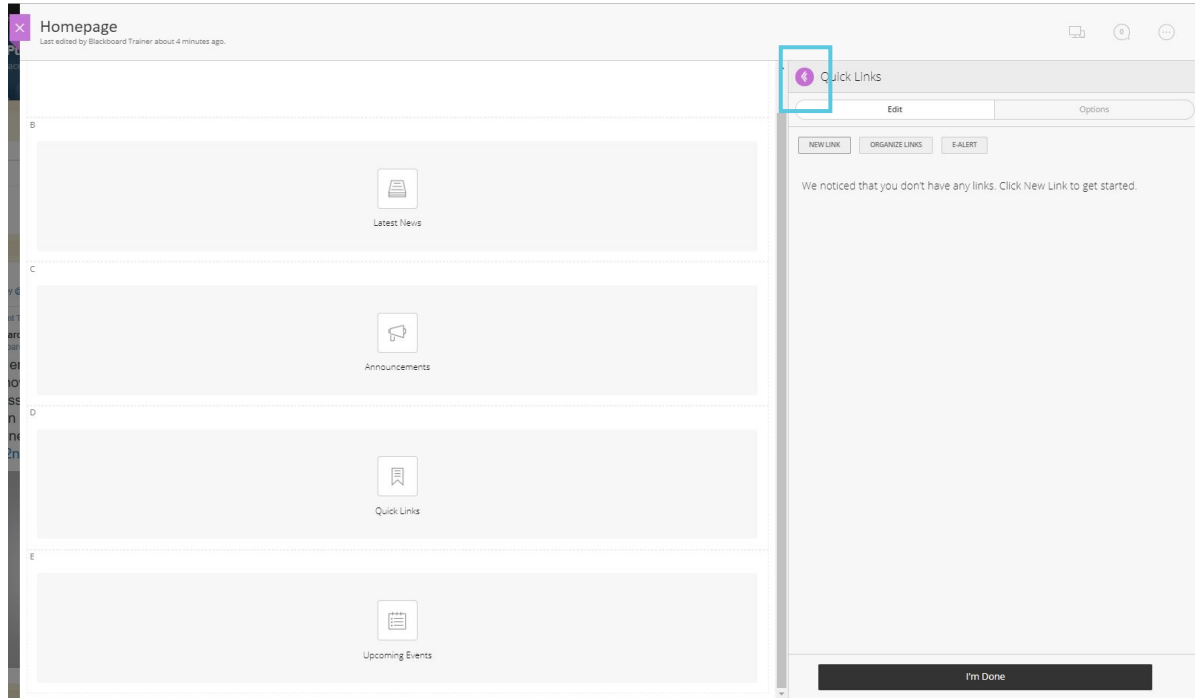 Homepage
Last edited by Blackboard Trainer about 4 minutes ago.
0
Quick Links
Edit
Options
NEW LINK
ORGANIZE LINKS
E-ALERT
We noticed that you don't have any links. Click New Link to get started.
B
Latest News
C
Announcements
D
Quick Links
E
Upcoming Events
I'm Done